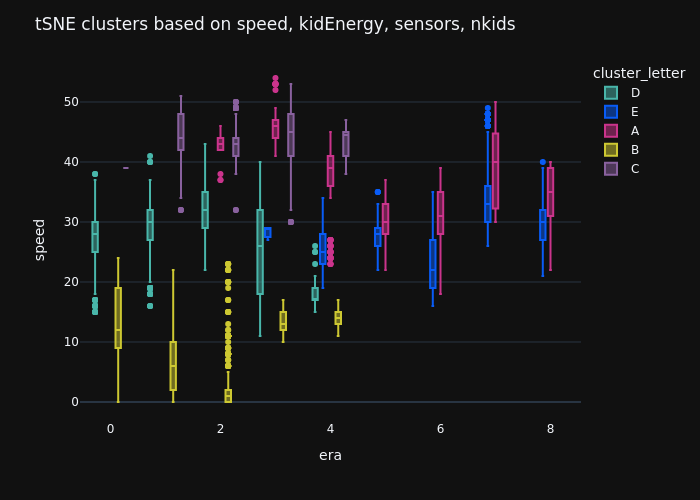 tSNE clusters based on speed, kidEnergy, sensors, nkids
cluster_letter
D
E
A
B
C
50
40
30
20
10
0
speed
0 2 4 6 8
era